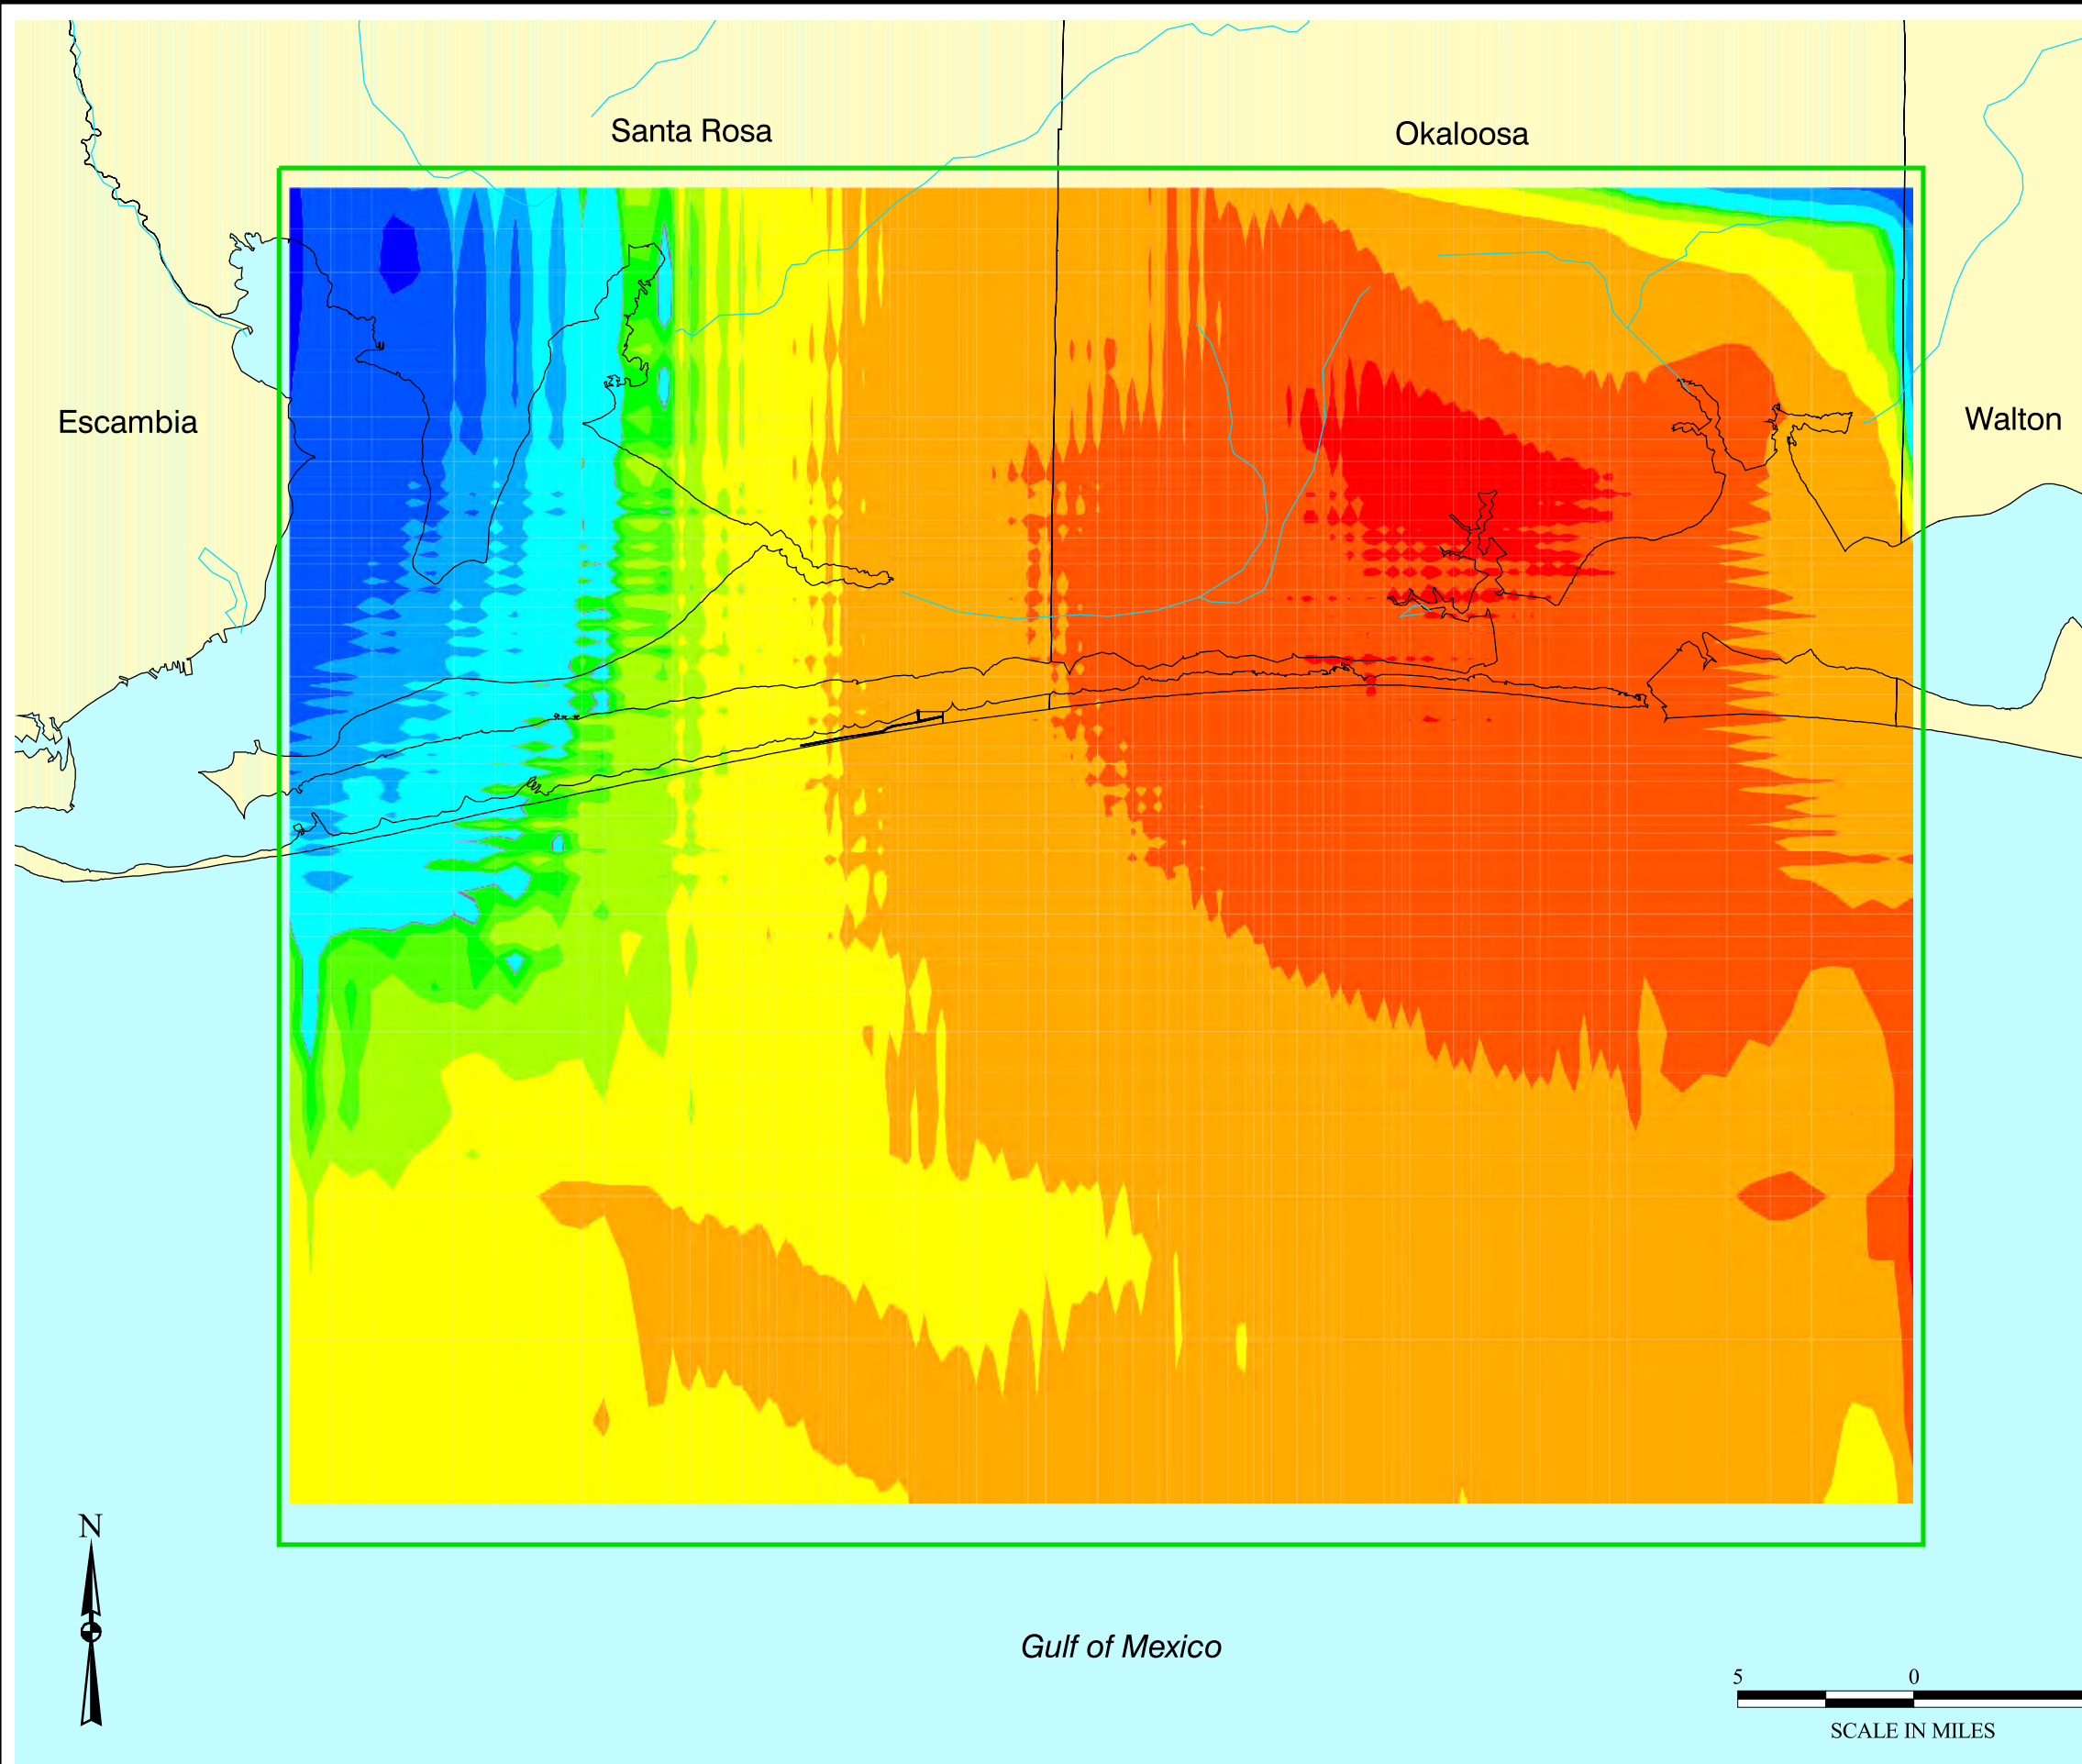 Santa Rosa
Okaloosa
Escambia
Walton
N
Gulf of Mexico
5 0
SCALE IN MILES